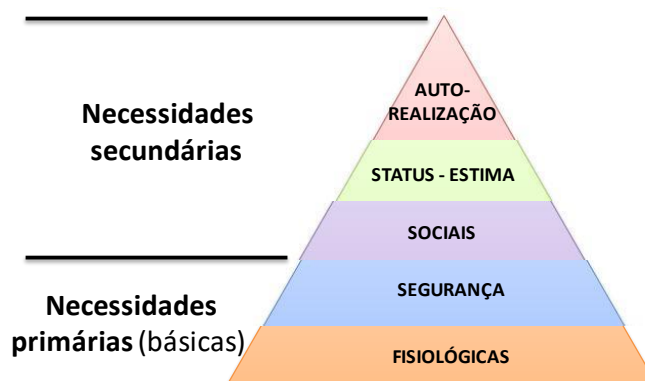 Necessidades
secundárias
AUTO-
REALIZAÇÃO
STATUS - ESTIMA
SOCIAIS
Necessidades
primárias (básicas)
SEGURANÇA
FISIOLÓGICAS